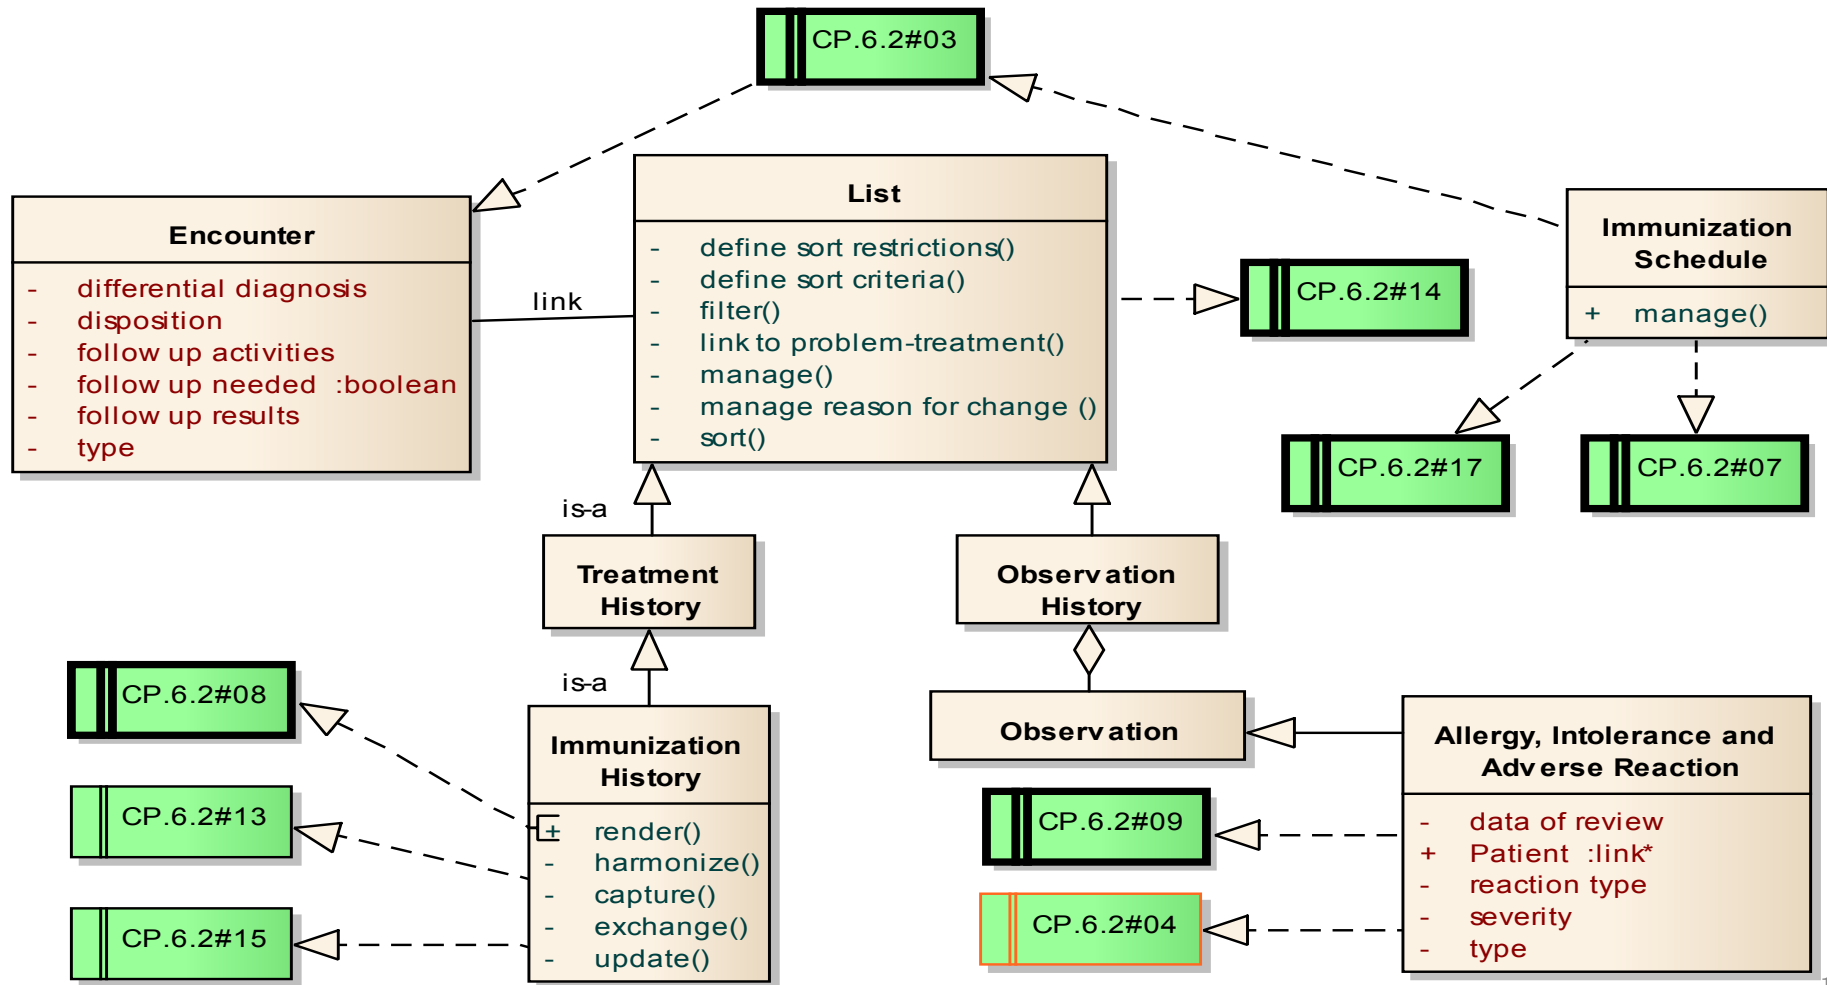 CP.6.2#03
Encounter
- differential diagnosis
- disposition
- follow up activities
- follow up needed :boolean
- follow up results
- type
link
List
- define sort restrictions()
- define sort criteria()
- filter()
- link to problem-treatment()
- manage()
- manage reason for change ()
- sort()
CP.6.2#14
Immunization
Schedule
+ manage()
CP.6.2#17
CP.6.2#07
is-a
Treatment
History
Observation
History
is-a
CP.6.2#08
CP.6.2#13
CP.6.2#15
Immunization
History
+ render()
- harmonize()
- capture()
- exchange()
- update()
Observation
CP.6.2#09
CP.6.2#04
Allergy, Intolerance and
Adverse Reaction
- data of review
+ Patient :link*
- reaction type
- severity
- type